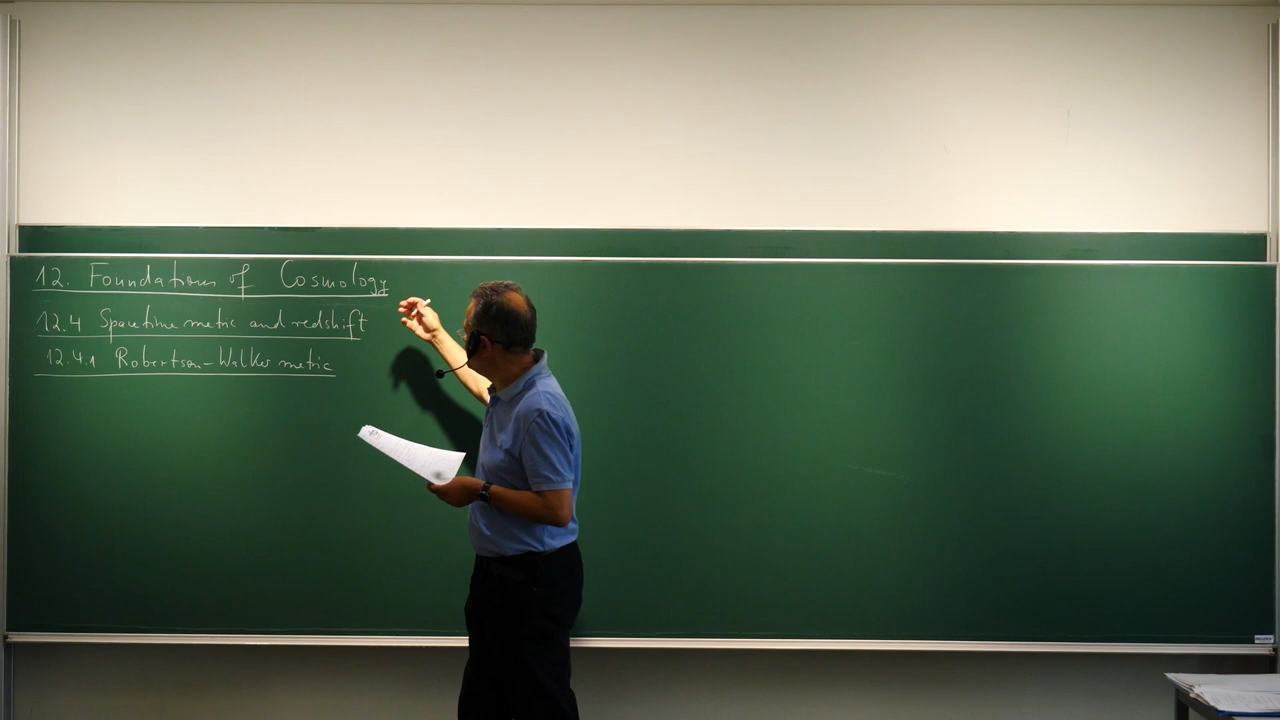 12. Foundations of Cosmology
12.4 Spacetime metric and redshift
12.4.1 Robertson-Walker metric